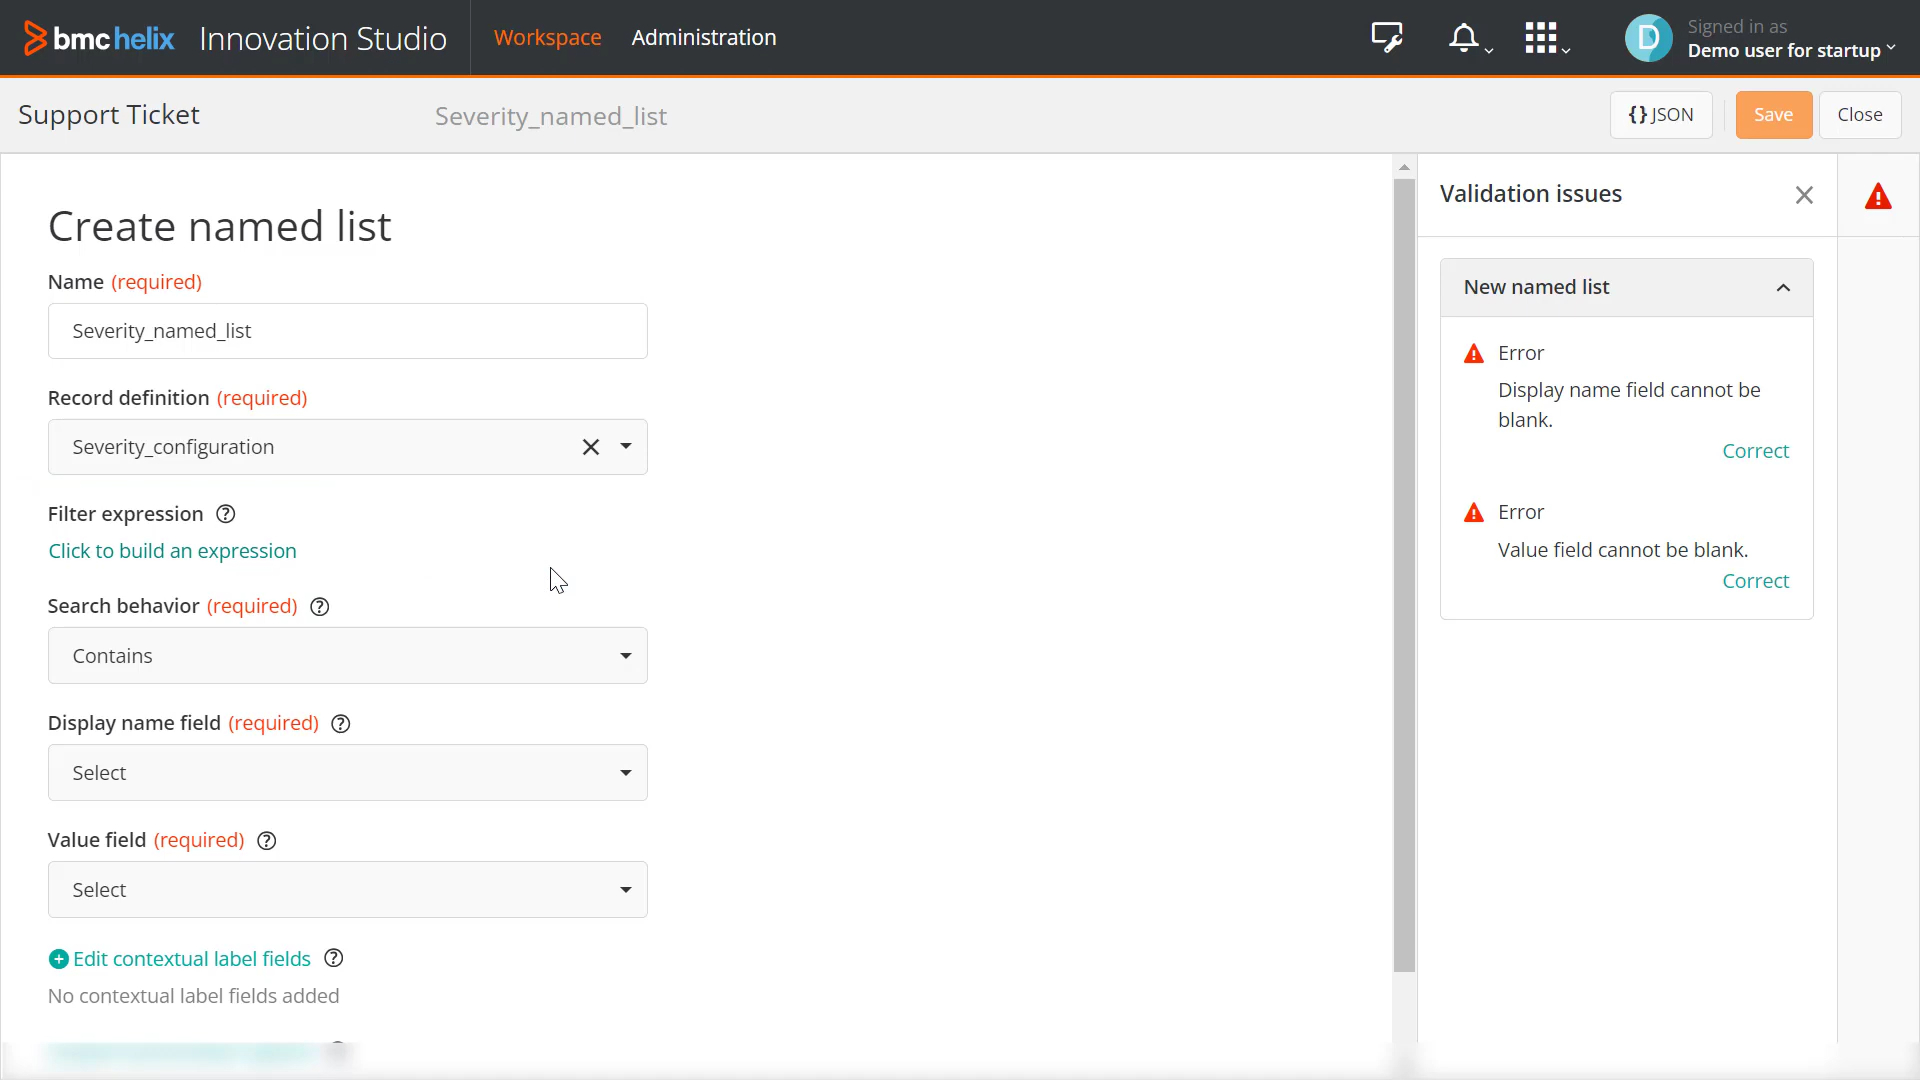 bmc helix Innovation Studio Workspace Administration
Signed in as
D Demo user for startup
Support Ticket Severity_named_list {} JSON Save Close
Create named list
Name (required)
Severity_named_list
Record definition (required)
Severity_configuration
Filter expression ?
Click to build an expression
Search behavior (required) ?
Contains
Display name field (required) ?
Select
Value field (required) ?
Select
Edit contextual label fields ?
No contextual label fields added
Validation issues
New named list
Error
Display name field cannot be
blank.
Correct
Error
Value field cannot be blank.
Correct